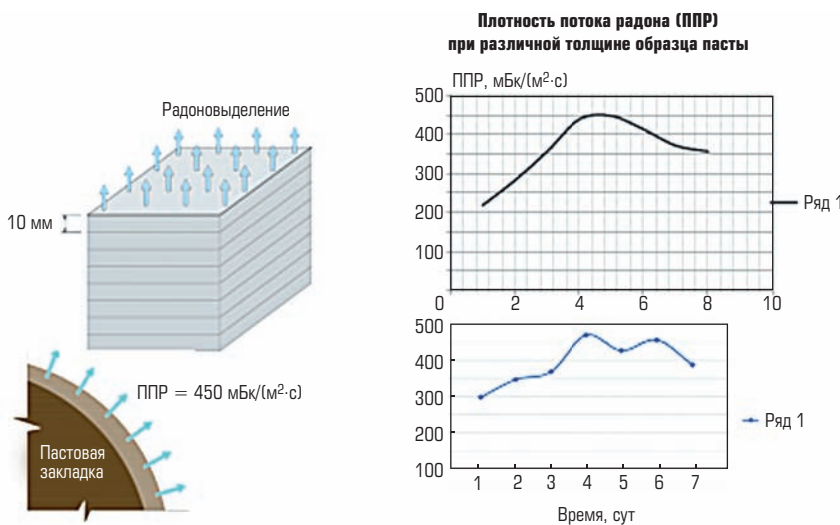 Плотность потока радона (ППР)
при различной толщине образца пасты
Радоновыделение
10 мм
ППР = 450 мБк/(м²·с)
Пастовая
закладка
ППР, мБк/(м²·с)
500
400
300
200
100
0 2 4 6 8 10
Ряд 1
500
400
300
200
100
1 2 3 4 5 6 7
Ряд 1
Время, сут